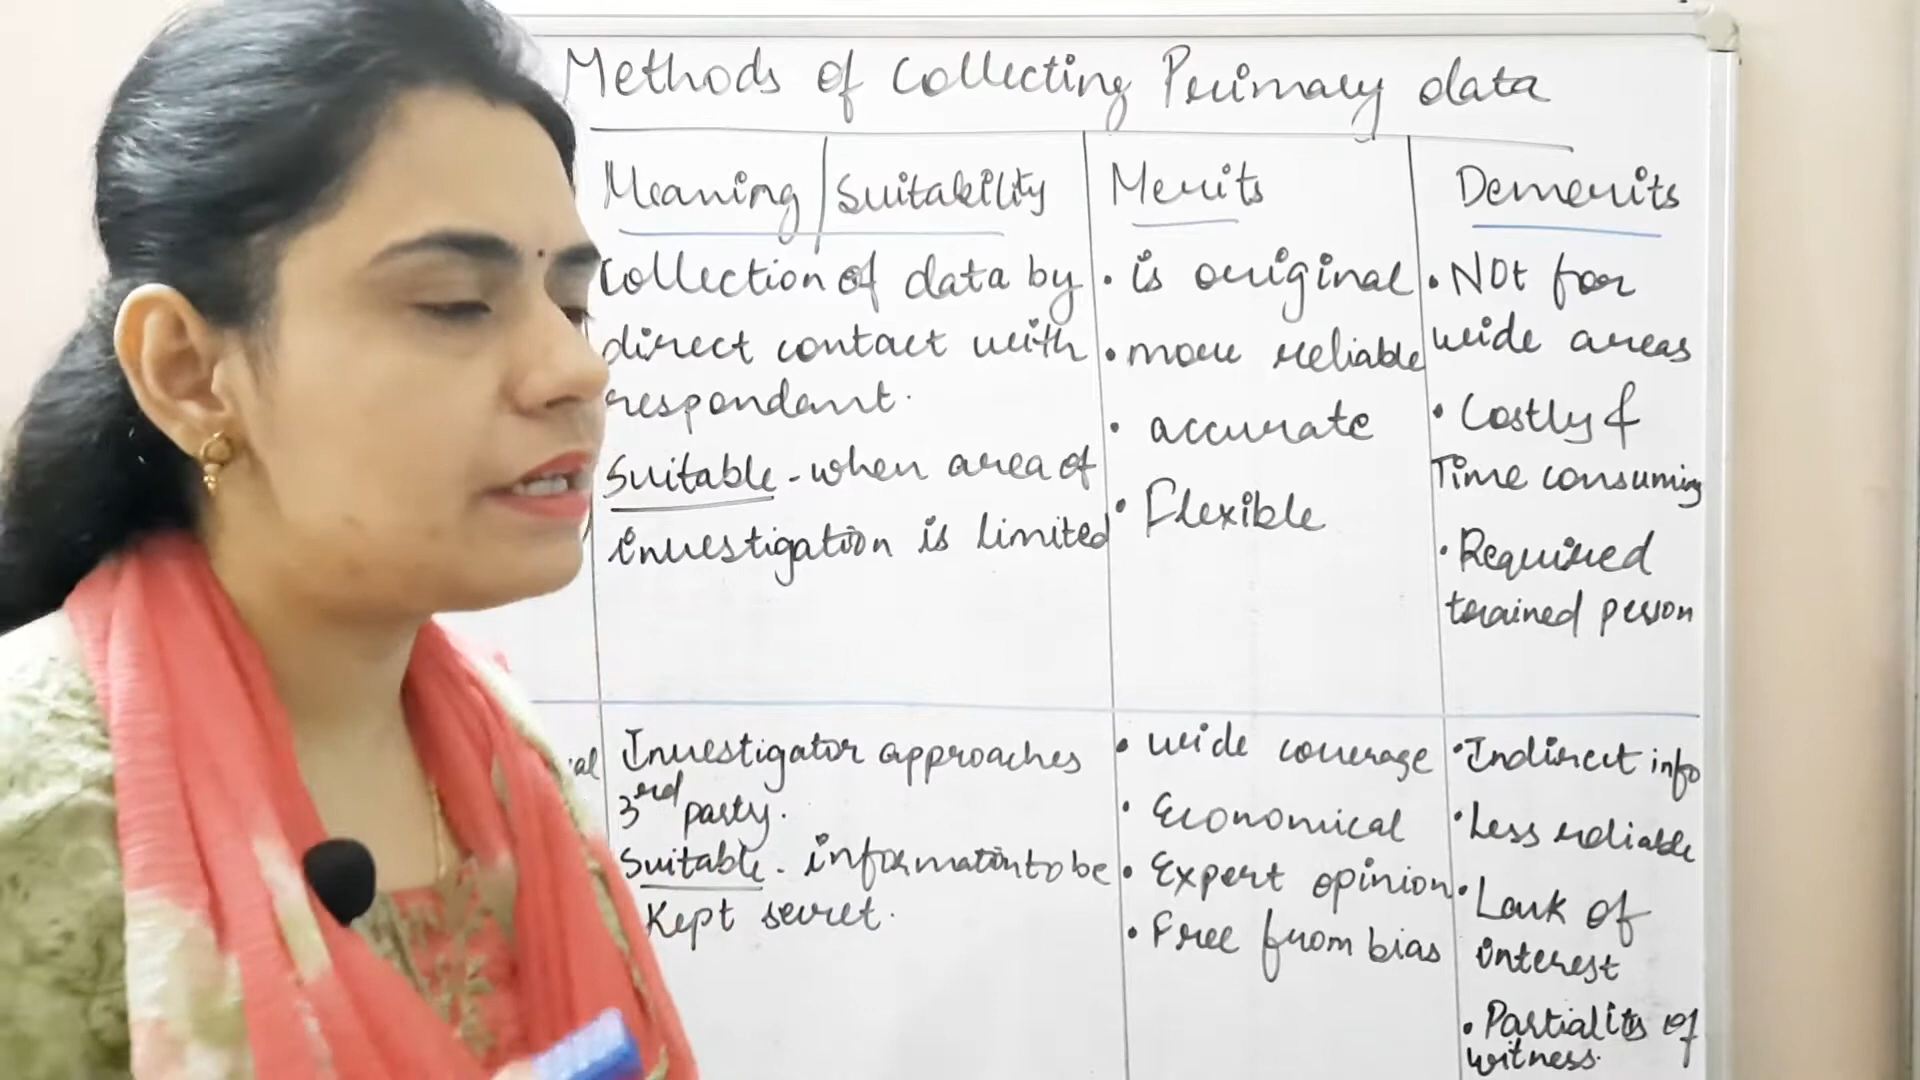 Methods of Collecting Primary data
Meaning/Suitability
Merits
Demerits
Collection of data by
direct contact with
respondant.
Suitable - when area of
investigation is limited
• is original
• more reliable
• accurate
• Flexible
• Not for
wide areas
• Costly &
Time consuming
• Required
trained person
al
Investigator approaches
3rd party.
Suitable - information to be
Kept secret.
• wide coverage
• Economical
• Expert opinion
• Free from bias
• Indirect info
• Less reliable
• Lack of
interest
• Partiality of
witness.